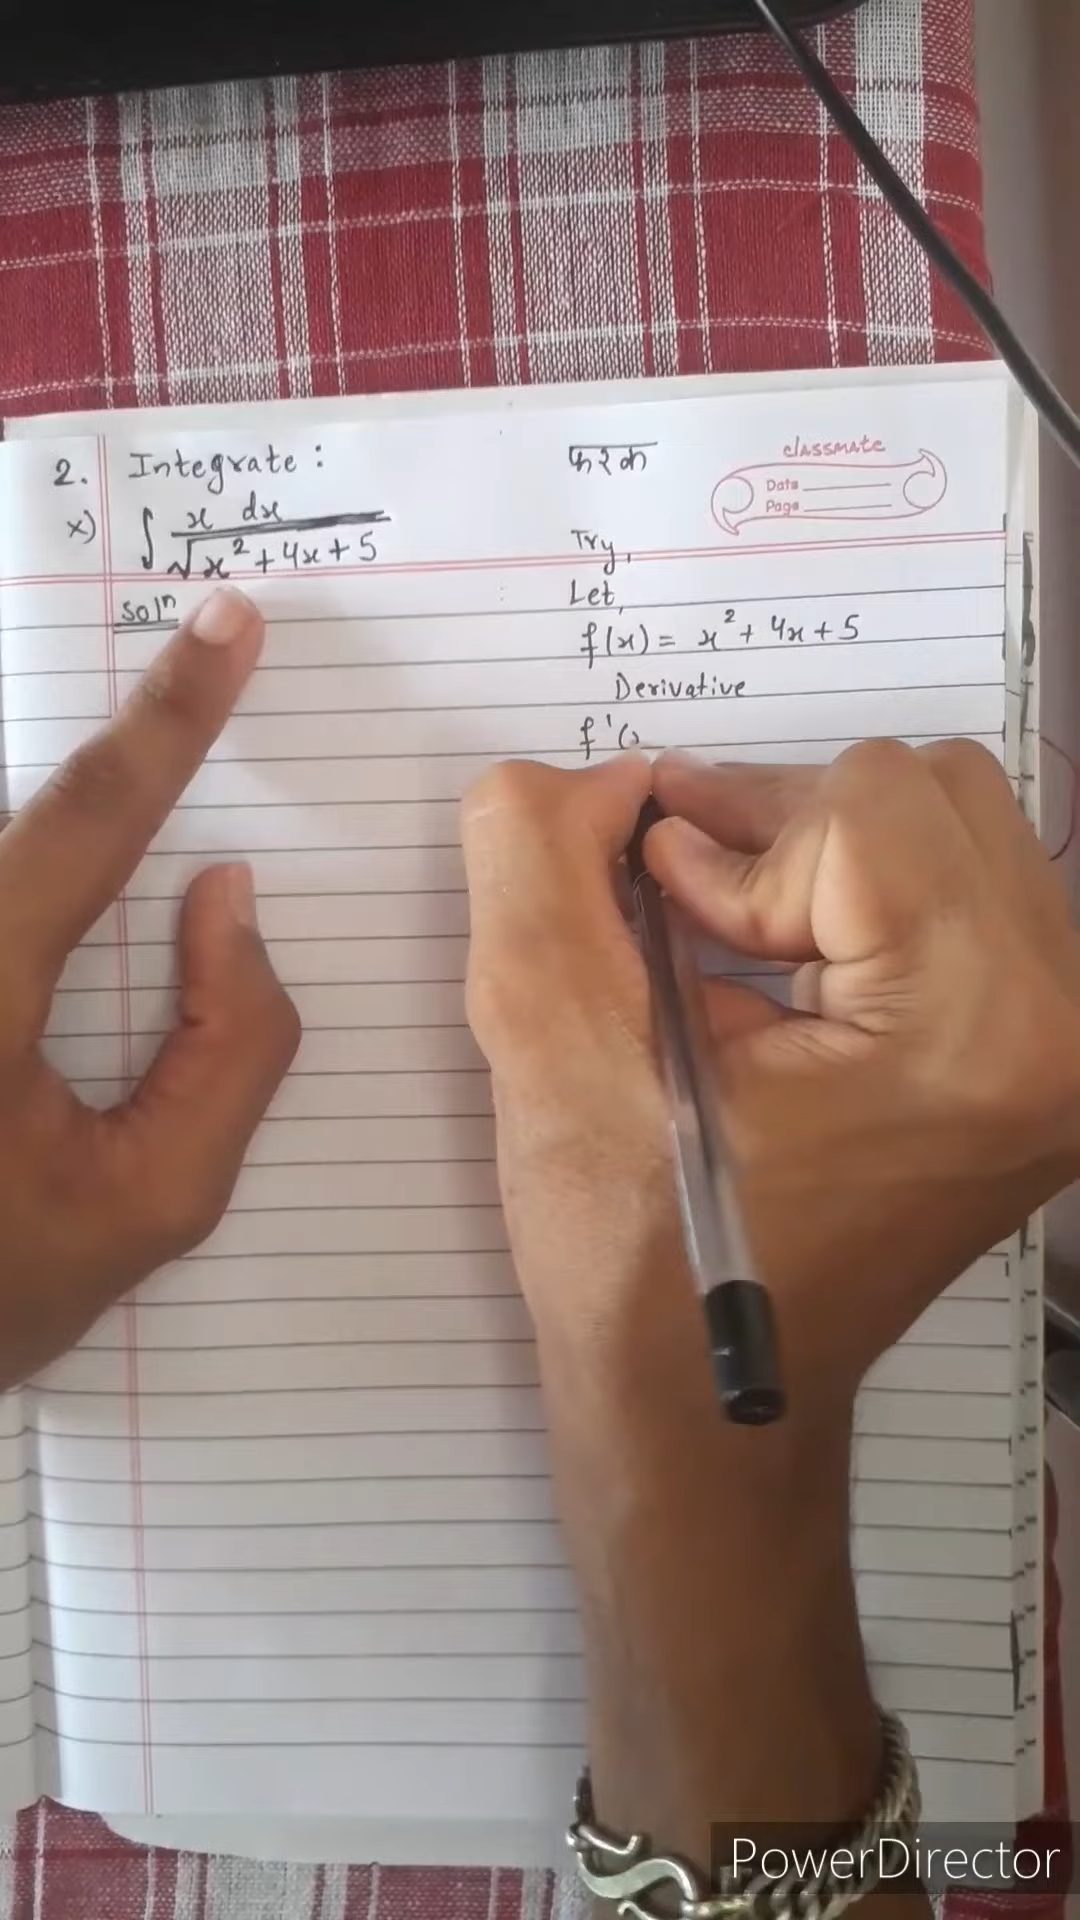 2. Integrate :
x) ∫ x dx / √x² + 4x + 5
Solⁿ
फरक
classmate
Date
Page
Try,
Let,
f(x) = x² + 4x + 5
Derivative
f'(
PowerDirector